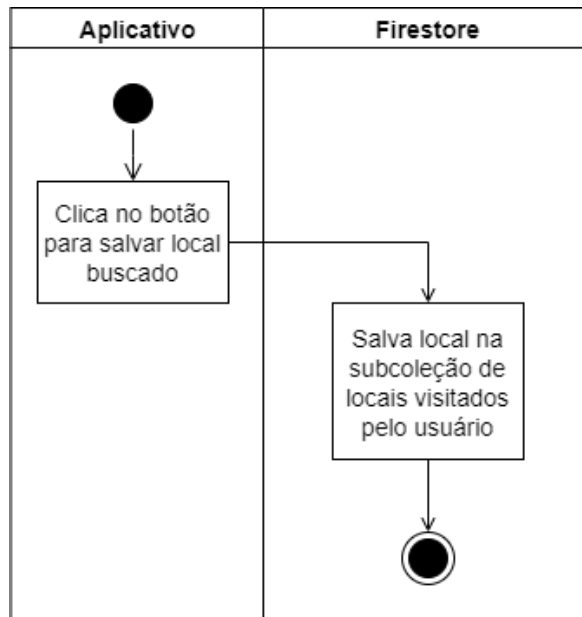 Aplicativo
Firestore
Clica no botão
para salvar local
buscado
Salva local na
subcoleção de
locais visitados
pelo usuário